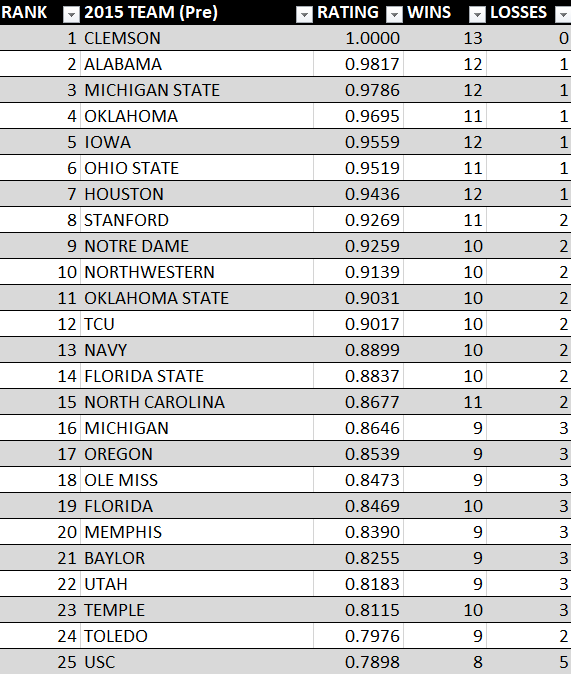 RANK 2015 TEAM (Pre) RATING WINS LOSSES
1 CLEMSON 1.0000 13 0
2 ALABAMA 0.9817 12 1
3 MICHIGAN STATE 0.9786 12 1
4 OKLAHOMA 0.9695 11 1
5 IOWA 0.9559 12 1
6 OHIO STATE 0.9519 11 1
7 HOUSTON 0.9436 12 1
8 STANFORD 0.9269 11 2
9 NOTRE DAME 0.9259 10 2
10 NORTHWESTERN 0.9139 10 2
11 OKLAHOMA STATE 0.9031 10 2
12 TCU 0.9017 10 2
13 NAVY 0.8899 10 2
14 FLORIDA STATE 0.8837 10 2
15 NORTH CAROLINA 0.8677 11 2
16 MICHIGAN 0.8646 9 3
17 OREGON 0.8539 9 3
18 OLE MISS 0.8473 9 3
19 FLORIDA 0.8469 10 3
20 MEMPHIS 0.8390 9 3
21 BAYLOR 0.8255 9 3
22 UTAH 0.8183 9 3
23 TEMPLE 0.8115 10 3
24 TOLEDO 0.7976 9 2
25 USC 0.7898 8 5